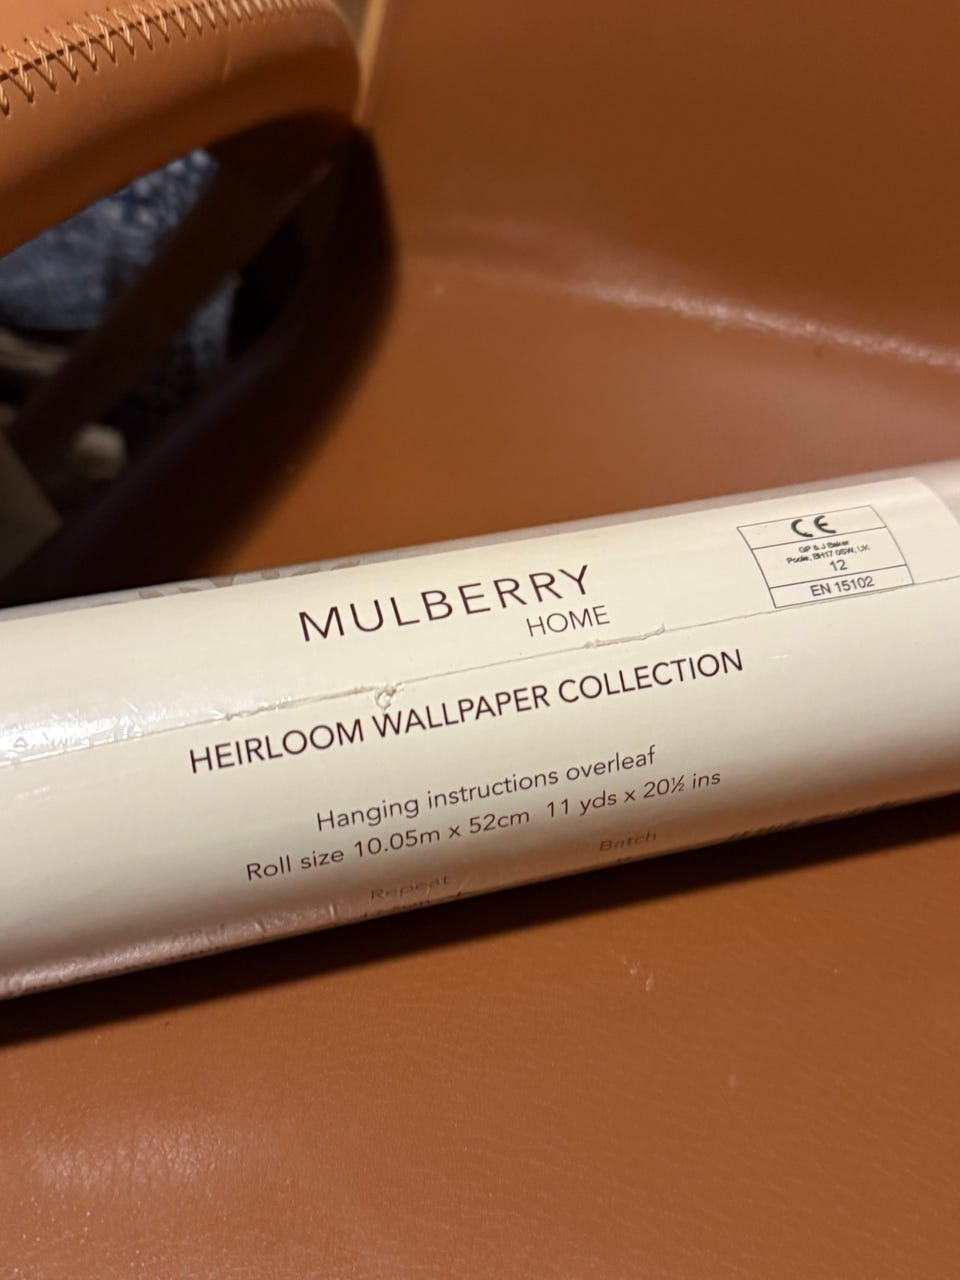 MULBERRY
HOME
CE
GP & J Baker
Poole, BH17 0SW, UK
12
EN 15102
HEIRLOOM WALLPAPER COLLECTION
Hanging instructions overleaf
Roll size 10.05m x 52cm 11 yds x 20½ ins
Repeat Batch